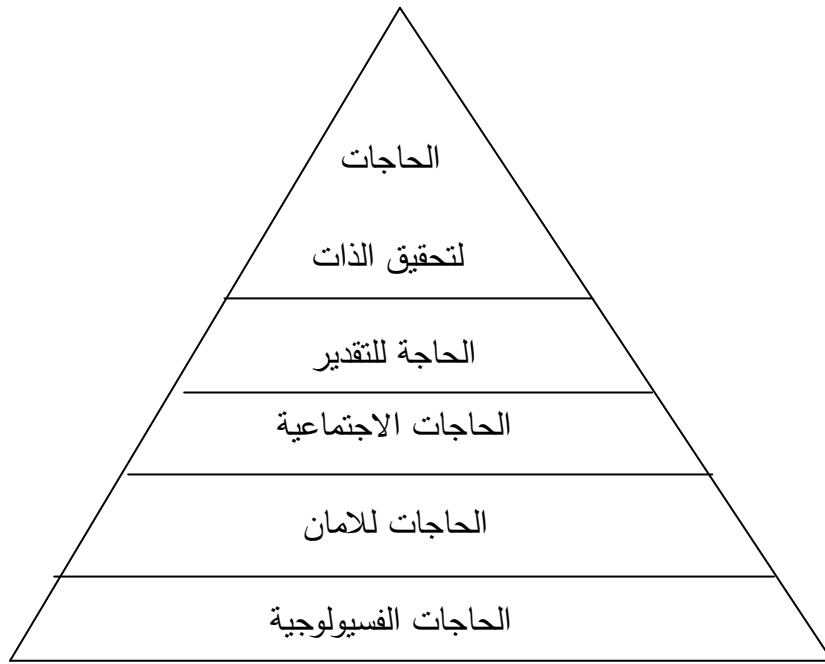 الحاجات
لتحقيق الذات
الحاجة للتقدير
الحاجات الاجتماعية
الحاجات للامان
الحاجات الفسيولوجية